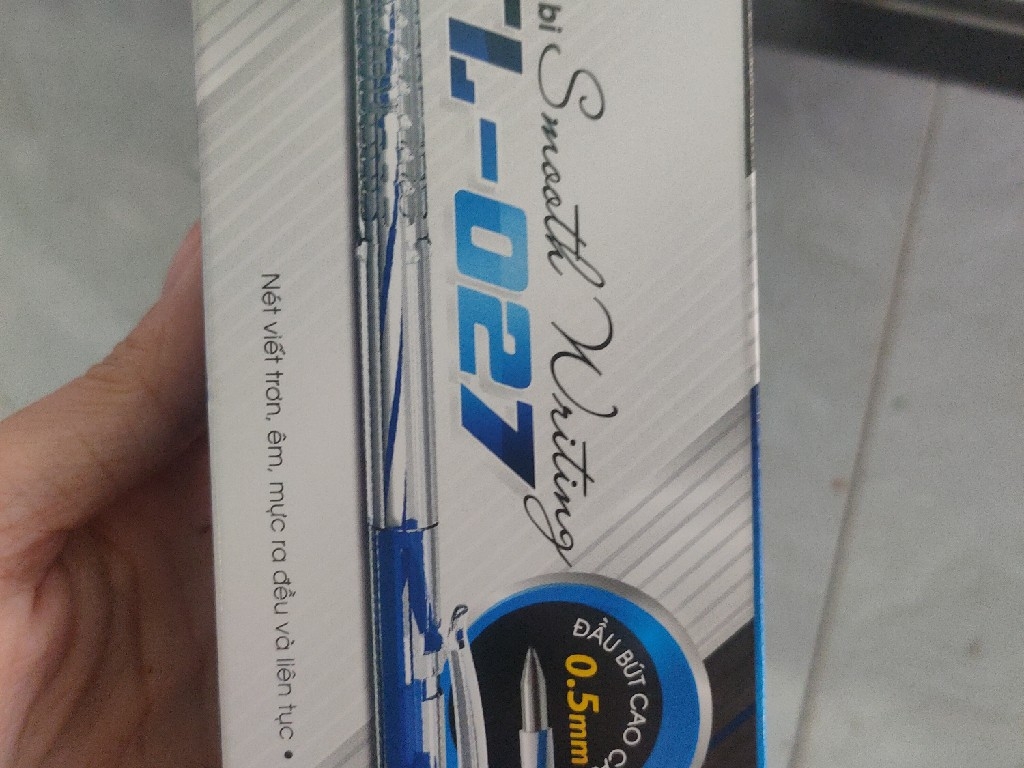 bi Smooth Writing
TL-027
ĐẦU BÚT CAO
0.5mm
Nét viết trơn, êm, mực ra đều và liên tục •